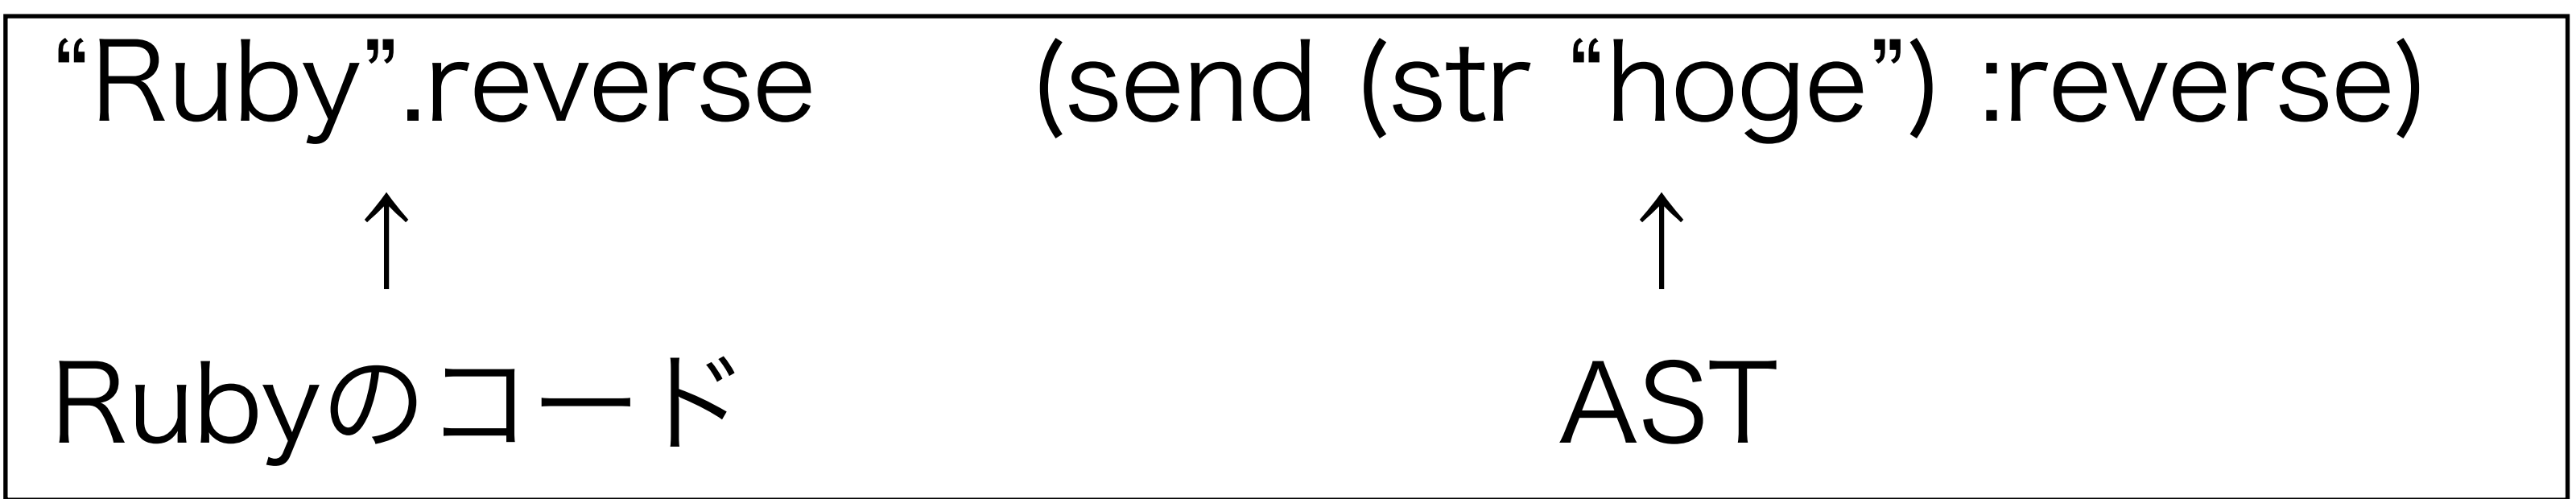 “Ruby”.reverse (send (str “hoge”) :reverse)
↑ ↑
Rubyのコード AST